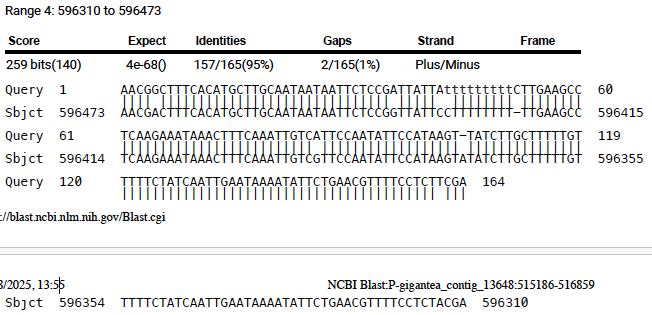 Range 4: 596310 to 596473
Score Expect Identities Gaps Strand Frame
259 bits(140) 4e-68() 157/165(95%) 2/165(1%) Plus/Minus
Query 1 AACGGCTTTCACATGCTTGCAATAATAATTCTCCGATTATTAtttttttttCTTGAAGCC 60
Sbjct 596473 AACGACTTTCACATGCTTGCAATAATAATTCTCCGGTTATTCCTTTTTTTT-TTGAAGCC 596415
Query 61 TCAAGAAATAAACTTTCAAATTGTCATTCCAATATTCCATAAGT-TATCTTGCTTTTTGT 119
Sbjct 596414 TCAAGAAATAAACTTTCAAATTGTCGTTCCAATATTCCATAAGTATATCTTGCTTTTTGT 596355
Query 120 TTTTCTATCAATTGAATAAAATATTCTGAACGTTTTCCTCTTCGA 164
://blast.ncbi.nlm.nih.gov/Blast.cgi
8/2025, 13:55 NCBI Blast:P-gigantea_contig_13648:515186-516859
Sbjct 596354 TTTTCTATCAATTGAATAAAATATTCTGAACGTTTTCCTCTACGA 596310